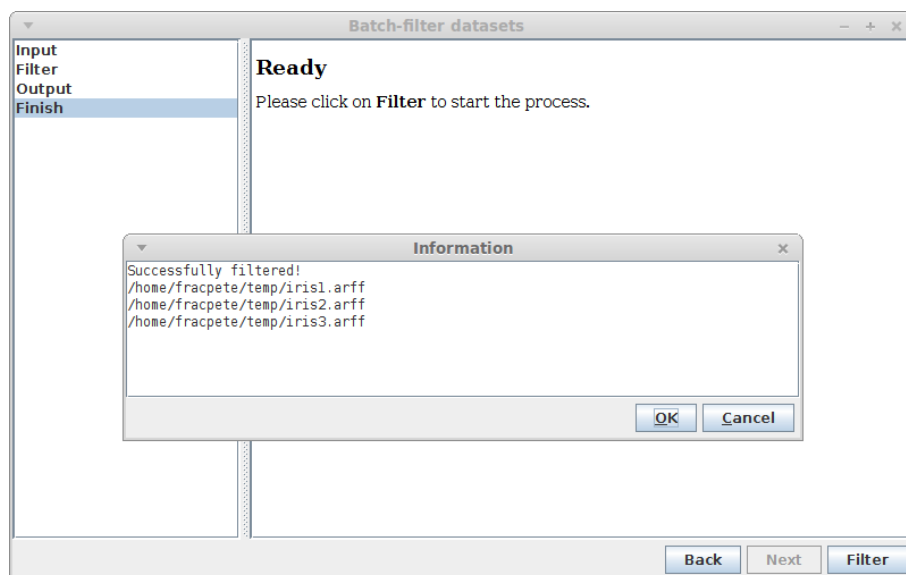 Batch-filter datasets
Input
Filter
Output
Finish
Ready
Please click on Filter to start the process.
Information
Successfully filtered!
/home/fracpete/temp/iris1.arff
/home/fracpete/temp/iris2.arff
/home/fracpete/temp/iris3.arff
OK Cancel
Back Next Filter